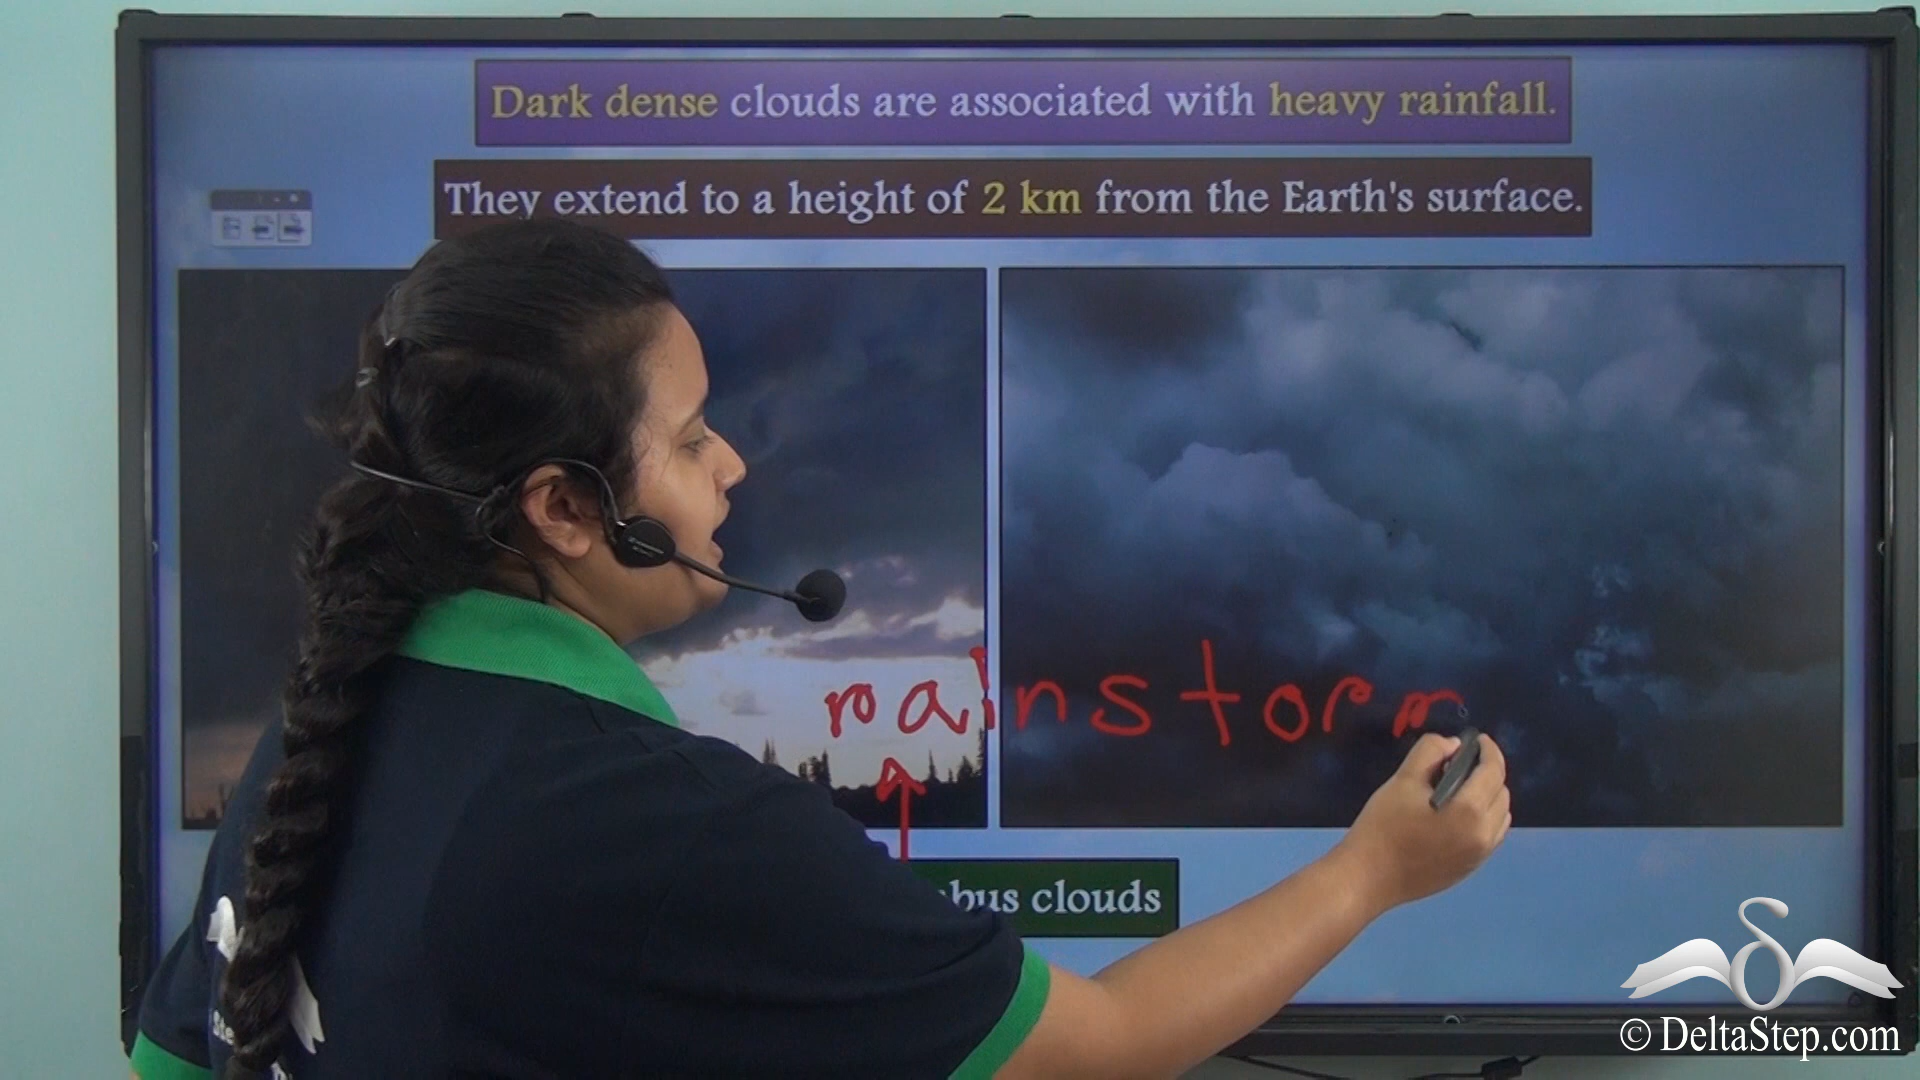 Dark dense clouds are associated with heavy rainfall.
They extend to a height of 2 km from the Earth's surface.
rainstorm
clouds
© DeltaStep.com